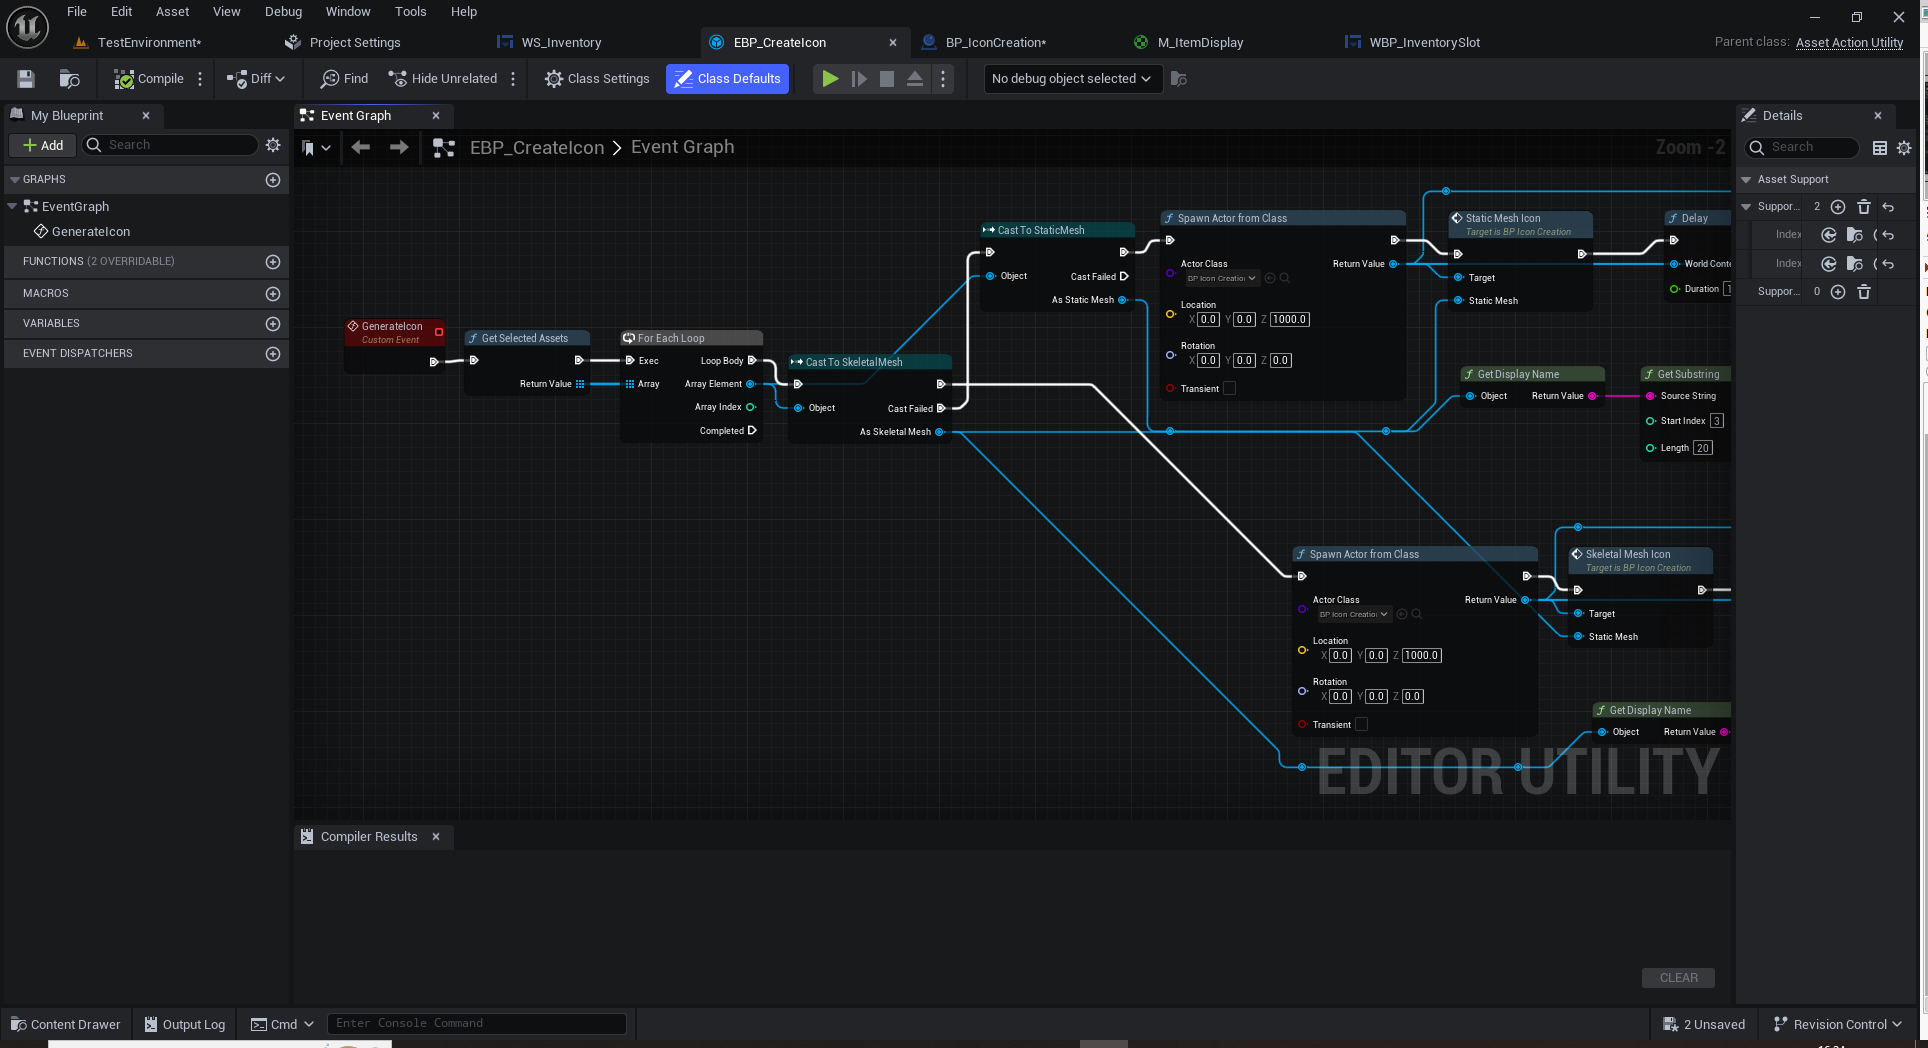 File Edit Asset View Debug Window Tools Help
TestEnvironment* Project Settings WS_Inventory EBP_CreateIcon BP_IconCreation* M_ItemDisplay WBP_InventorySlot Parent class: Asset Action Utility
Compile Diff Find Hide Unrelated Class Settings Class Defaults No debug object selected
My Blueprint Event Graph Details
Add Search EBP_CreateIcon > Event Graph Zoom -2 Search
GRAPHS
EventGraph
GenerateIcon
FUNCTIONS (2 OVERRIDABLE)
MACROS
VARIABLES
EVENT DISPATCHERS
GenerateIcon
Custom Event
Get Selected Assets
Return Value
For Each Loop
Exec Loop Body
Array Array Element
Array Index
Completed
Cast To SkeletalMesh
Object Cast Failed
As Skeletal Mesh
Cast To StaticMesh
Object Cast Failed
As Static Mesh
Spawn Actor from Class
Actor Class Return Value
BP Icon Creatio
Location
X 0.0 Y 0.0 Z 1000.0
Rotation
X 0.0 Y 0.0 Z 0.0
Transient
Static Mesh Icon
Target is BP Icon Creation
Target
Static Mesh
Delay
World Conte
Duration
Get Display Name
Object Return Value
Get Substring
Source String
Start Index 3
Length 20
Spawn Actor from Class
Actor Class Return Value
BP Icon Creatio
Location
X 0.0 Y 0.0 Z 1000.0
Rotation
X 0.0 Y 0.0 Z 0.0
Transient
Skeletal Mesh Icon
Target is BP Icon Creation
Target
Static Mesh
Get Display Name
Object Return Value
EDITOR UTILITY
Asset Support
Suppor... 2
Index
Index
Suppor... 0
Compiler Results
CLEAR
Content Drawer Output Log Cmd Enter Console Command 2 Unsaved Revision Control